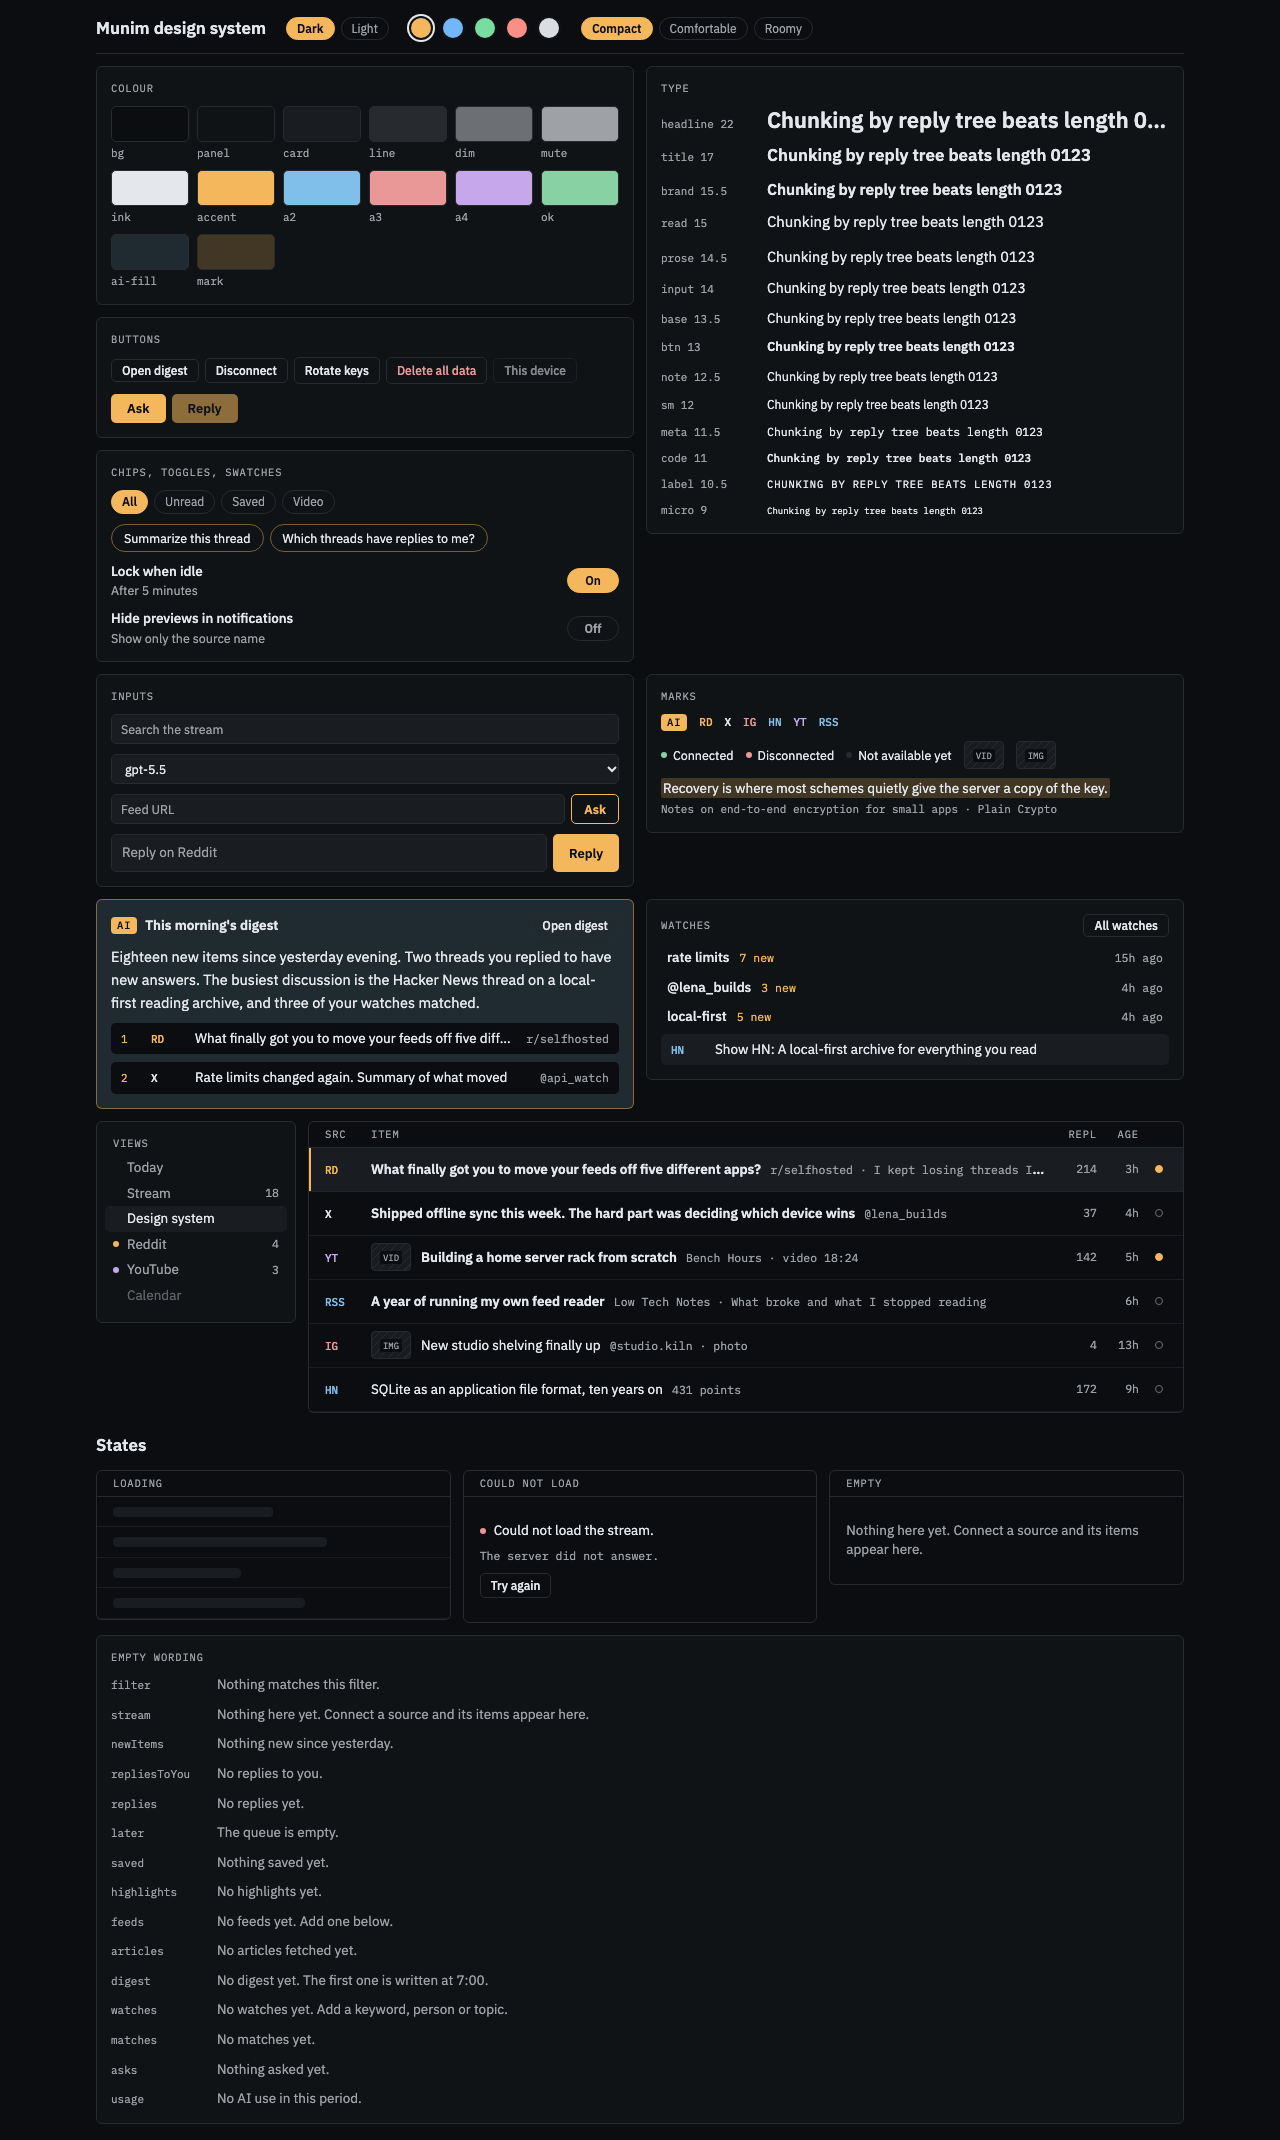 Munim design system
Dark
Light
Compact
Comfortable
Roomy
COLOUR
bg
panel
card
line
dim
mute
ink
accent
a2
a3
a4
ok
ai-fill
mark
TYPE
headline 22
Chunking by reply tree beats length 0...
title 17
Chunking by reply tree beats length 0123
brand 15.5
Chunking by reply tree beats length 0123
read 15
Chunking by reply tree beats length 0123
prose 14.5
Chunking by reply tree beats length 0123
input 14
Chunking by reply tree beats length 0123
base 13.5
Chunking by reply tree beats length 0123
btn 13
Chunking by reply tree beats length 0123
note 12.5
Chunking by reply tree beats length 0123
sm 12
Chunking by reply tree beats length 0123
meta 11.5
Chunking by reply tree beats length 0123
code 11
Chunking by reply tree beats length 0123
label 10.5
CHUNKING BY REPLY TREE BEATS LENGTH 0123
micro 9
Chunking by reply tree beats length 0123
BUTTONS
Open digest
Disconnect
Rotate keys
Delete all data
This device
Ask
Reply
CHIPS, TOGGLES, SWATCHES
All
Unread
Saved
Video
Summarize this thread
Which threads have replies to me?
Lock when idle
After 5 minutes
On
Hide previews in notifications
Show only the source name
Off
INPUTS
Search the stream
gpt-5.5
Feed URL
Ask
Reply on Reddit
Reply
MARKS
AI RD X IG HN YT RSS
Connected
Disconnected
Not available yet
VID
IMG
Recovery is where most schemes quietly give the server a copy of the key.
Notes on end-to-end encryption for small apps · Plain Crypto
AI This morning's digest
Open digest
Eighteen new items since yesterday evening. Two threads you replied to have
new answers. The busiest discussion is the Hacker News thread on a local-
first reading archive, and three of your watches matched.
1 RD What finally got you to move your feeds off five diff... r/selfhosted
2 X Rate limits changed again. Summary of what moved @api_watch
WATCHES
All watches
rate limits 7 new 15h ago
@lena_builds 3 new 4h ago
local-first 5 new 4h ago
HN Show HN: A local-first archive for everything you read
VIEWS
Today
Stream 18
Design system
Reddit 4
YouTube 3
Calendar
SRC ITEM REPL AGE
RD What finally got you to move your feeds off five different apps? r/selfhosted · I kept losing threads I... 214 3h
X Shipped offline sync this week. The hard part was deciding which device wins @lena_builds 37 4h
YT VID Building a home server rack from scratch Bench Hours · video 18:24 142 5h
RSS A year of running my own feed reader Low Tech Notes · What broke and what I stopped reading 6h
IG IMG New studio shelving finally up @studio.kiln · photo 4 13h
HN SQLite as an application file format, ten years on 431 points 172 9h
States
LOADING
COULD NOT LOAD
Could not load the stream.
The server did not answer.
Try again
EMPTY
Nothing here yet. Connect a source and its items
appear here.
EMPTY WORDING
filter Nothing matches this filter.
stream Nothing here yet. Connect a source and its items appear here.
newItems Nothing new since yesterday.
repliesToYou No replies to you.
replies No replies yet.
later The queue is empty.
saved Nothing saved yet.
highlights No highlights yet.
feeds No feeds yet. Add one below.
articles No articles fetched yet.
digest No digest yet. The first one is written at 7:00.
watches No watches yet. Add a keyword, person or topic.
matches No matches yet.
asks Nothing asked yet.
usage No AI use in this period.